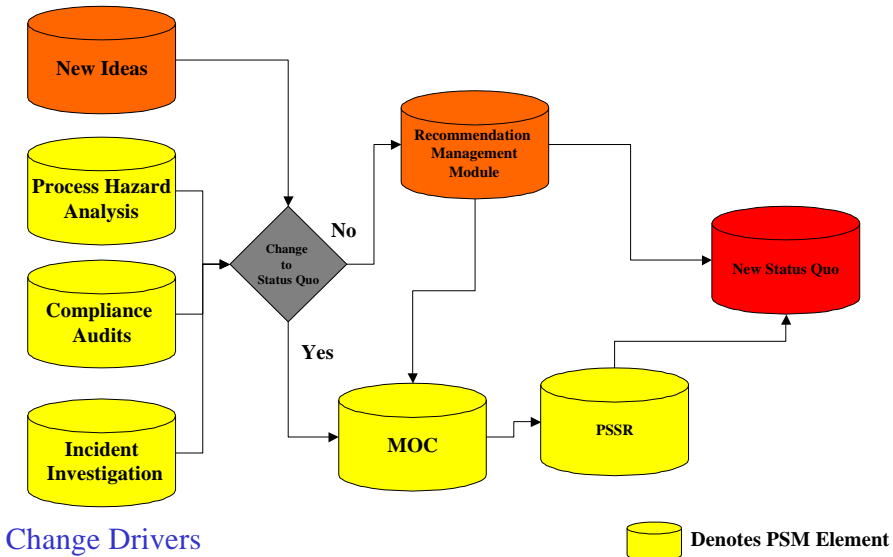 New Ideas
Process Hazard
Analysis
Compliance
Audits
Incident
Investigation
Change
to
Status Quo
No
Yes
Recommendation
Management
Module
MOC
PSSR
New Status Quo
Change Drivers
Denotes PSM Element